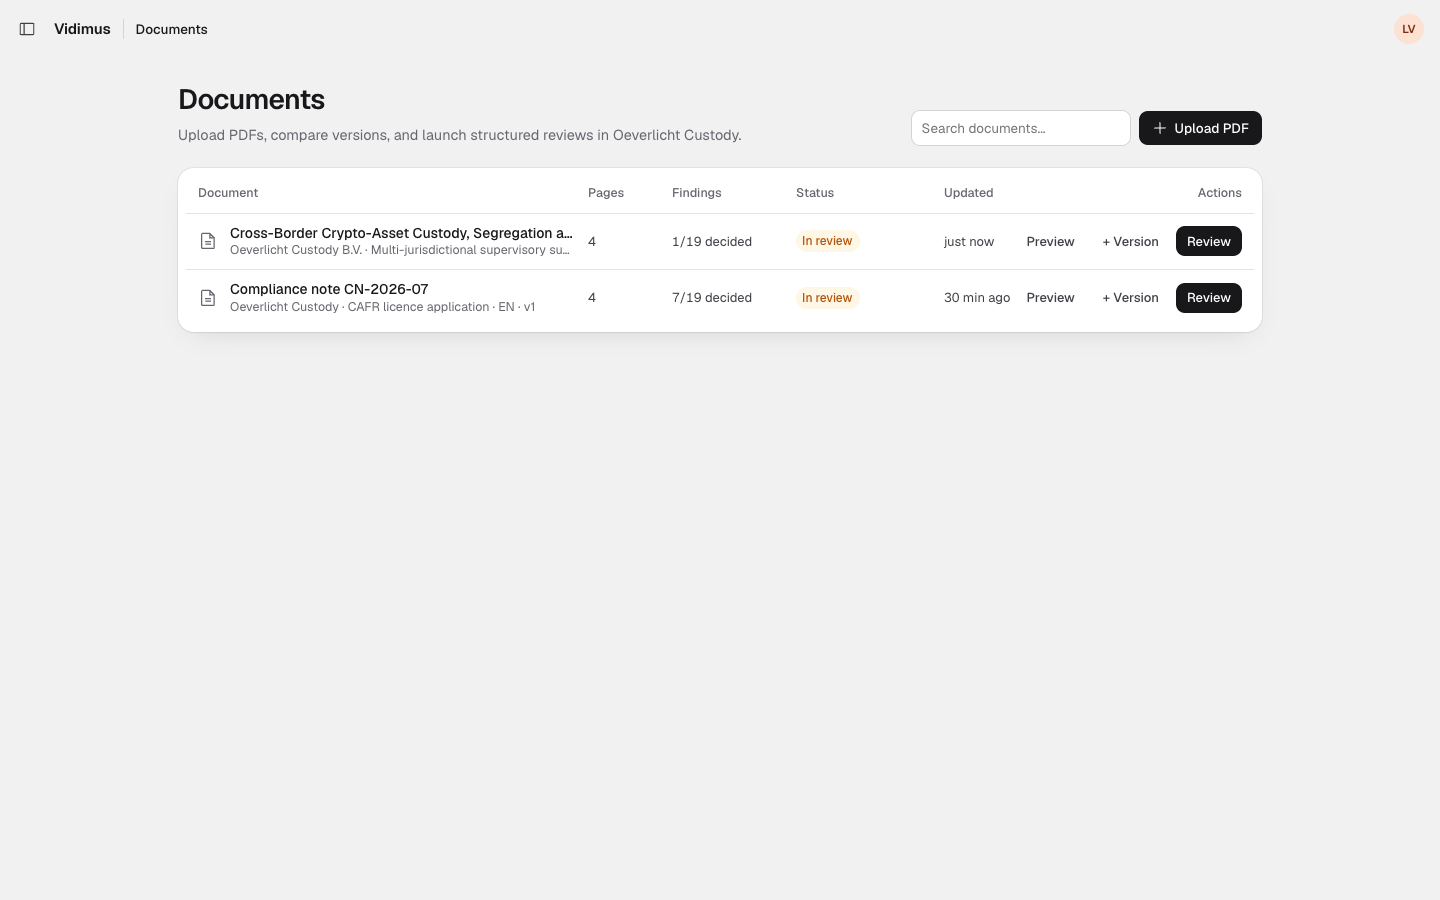 Vidimus
Documents
LV
Documents
Upload PDFs, compare versions, and launch structured reviews in Oeverlicht Custody.
Search documents...
Upload PDF
Document Pages Findings Status Updated Actions
Cross-Border Crypto-Asset Custody, Segregation a...
Oeverlicht Custody B.V. · Multi-jurisdictional supervisory su...
4 1/19 decided In review just now Preview + Version Review
Compliance note CN-2026-07
Oeverlicht Custody · CAFR licence application · EN · v1
4 7/19 decided In review 30 min ago Preview + Version Review